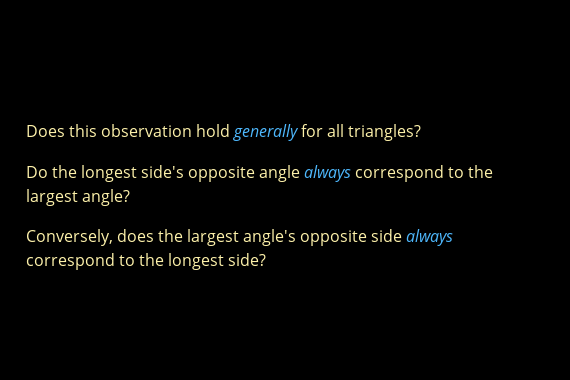 Does this observation hold generally for all triangles?
Do the longest side's opposite angle always correspond to the
largest angle?
Conversely, does the largest angle's opposite side always
correspond to the longest side?